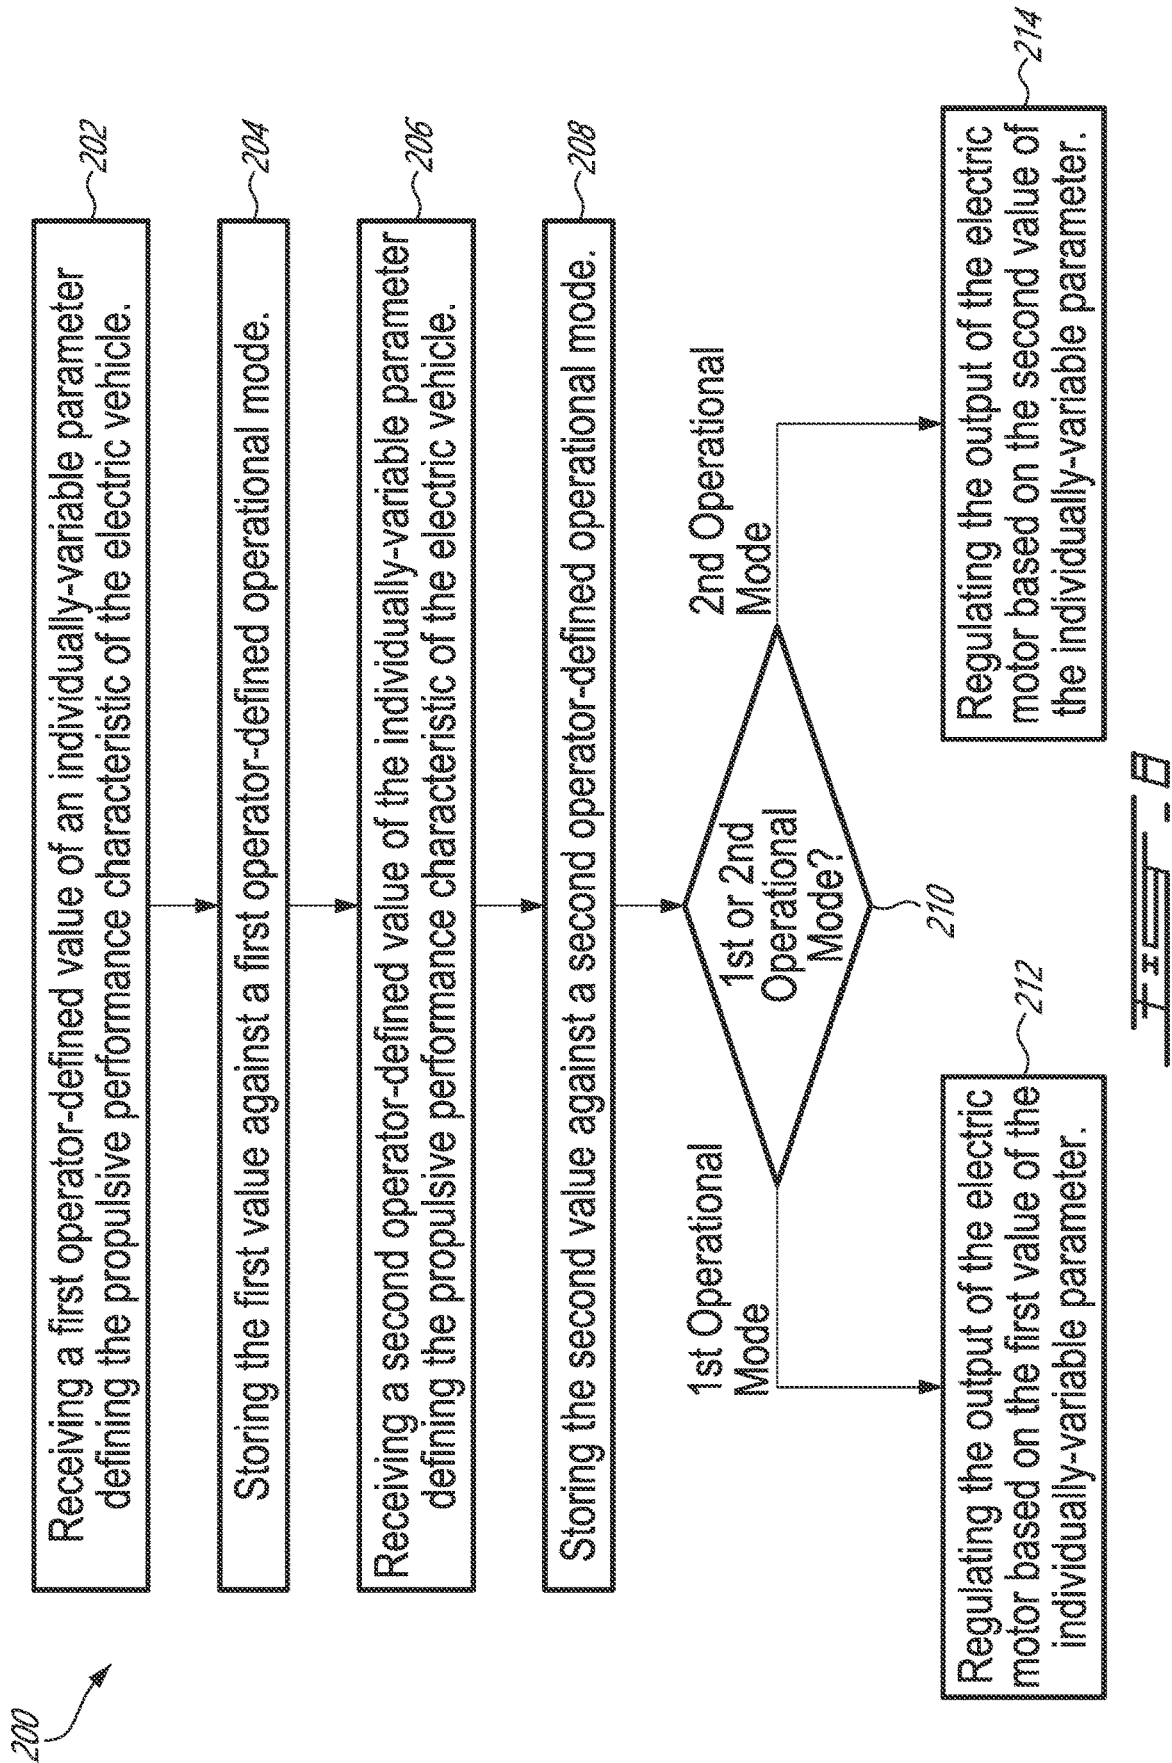 200
Receiving a first operator-defined value of an individually-variable parameter
defining the propulsive performance characteristic of the electric vehicle.
202
Storing the first value against a first operator-defined operational mode.
204
Receiving a second operator-defined value of the individually-variable parameter
defining the propulsive performance characteristic of the electric vehicle.
206
Storing the second value against a second operator-defined operational mode.
208
1st Operational
Mode
1st or 2nd
Operational
Mode?
210
2nd Operational
Mode
Regulating the output of the electric
motor based on the first value of the
individually-variable parameter.
212
Regulating the output of the electric
motor based on the second value of
the individually-variable parameter.
214
FIG. 8